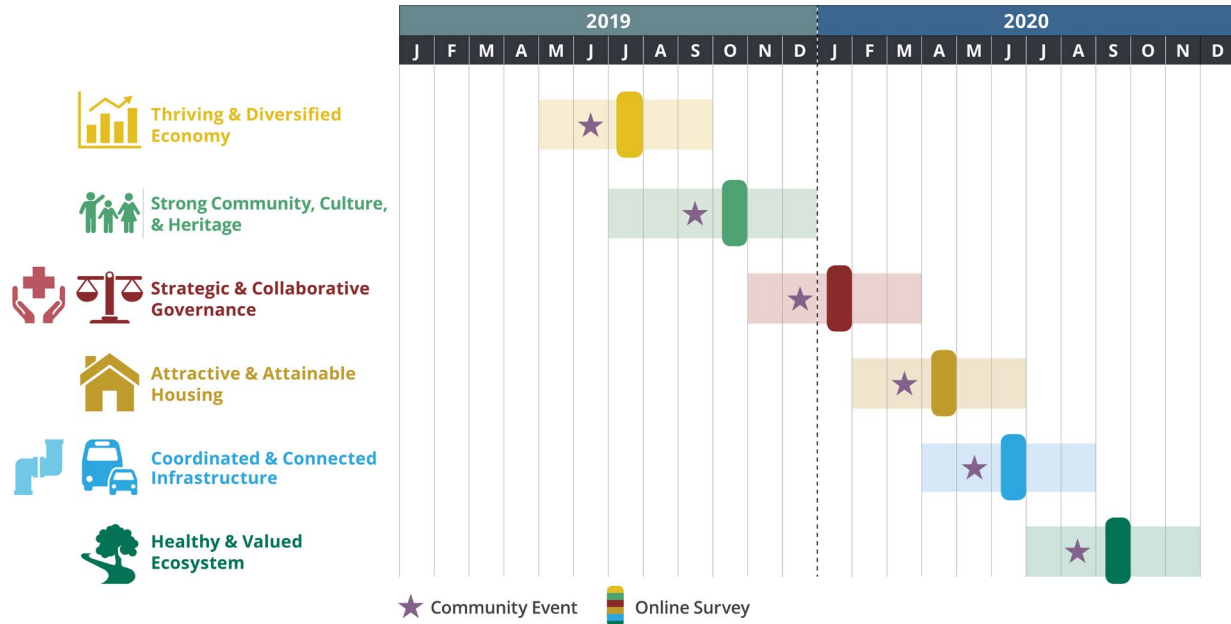 2019 2020
J F M A M J J A S O N D J F M A M J J A S O N D
Thriving & Diversified
Economy
Strong Community, Culture,
& Heritage
Strategic & Collaborative
Governance
Attractive & Attainable
Housing
Coordinated & Connected
Infrastructure
Healthy & Valued
Ecosystem
Community Event Online Survey